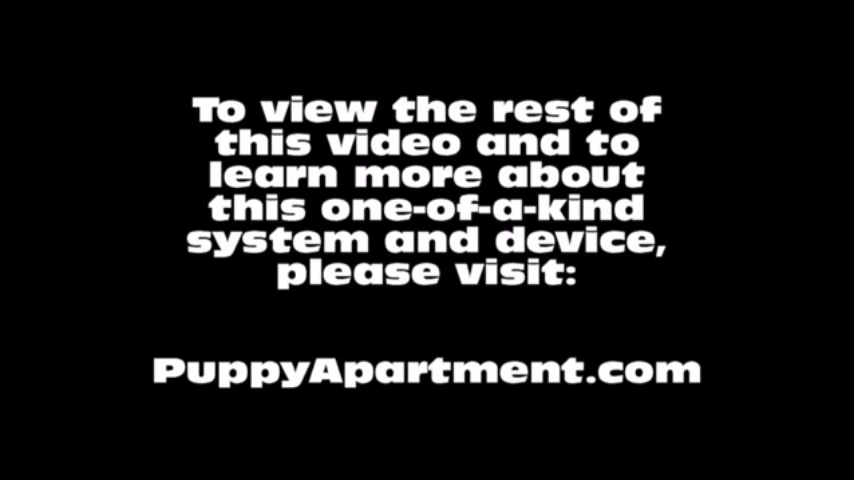 To view the rest of
this video and to
learn more about
this one-of-a-kind
system and device,
please visit:
PuppyApartment.com